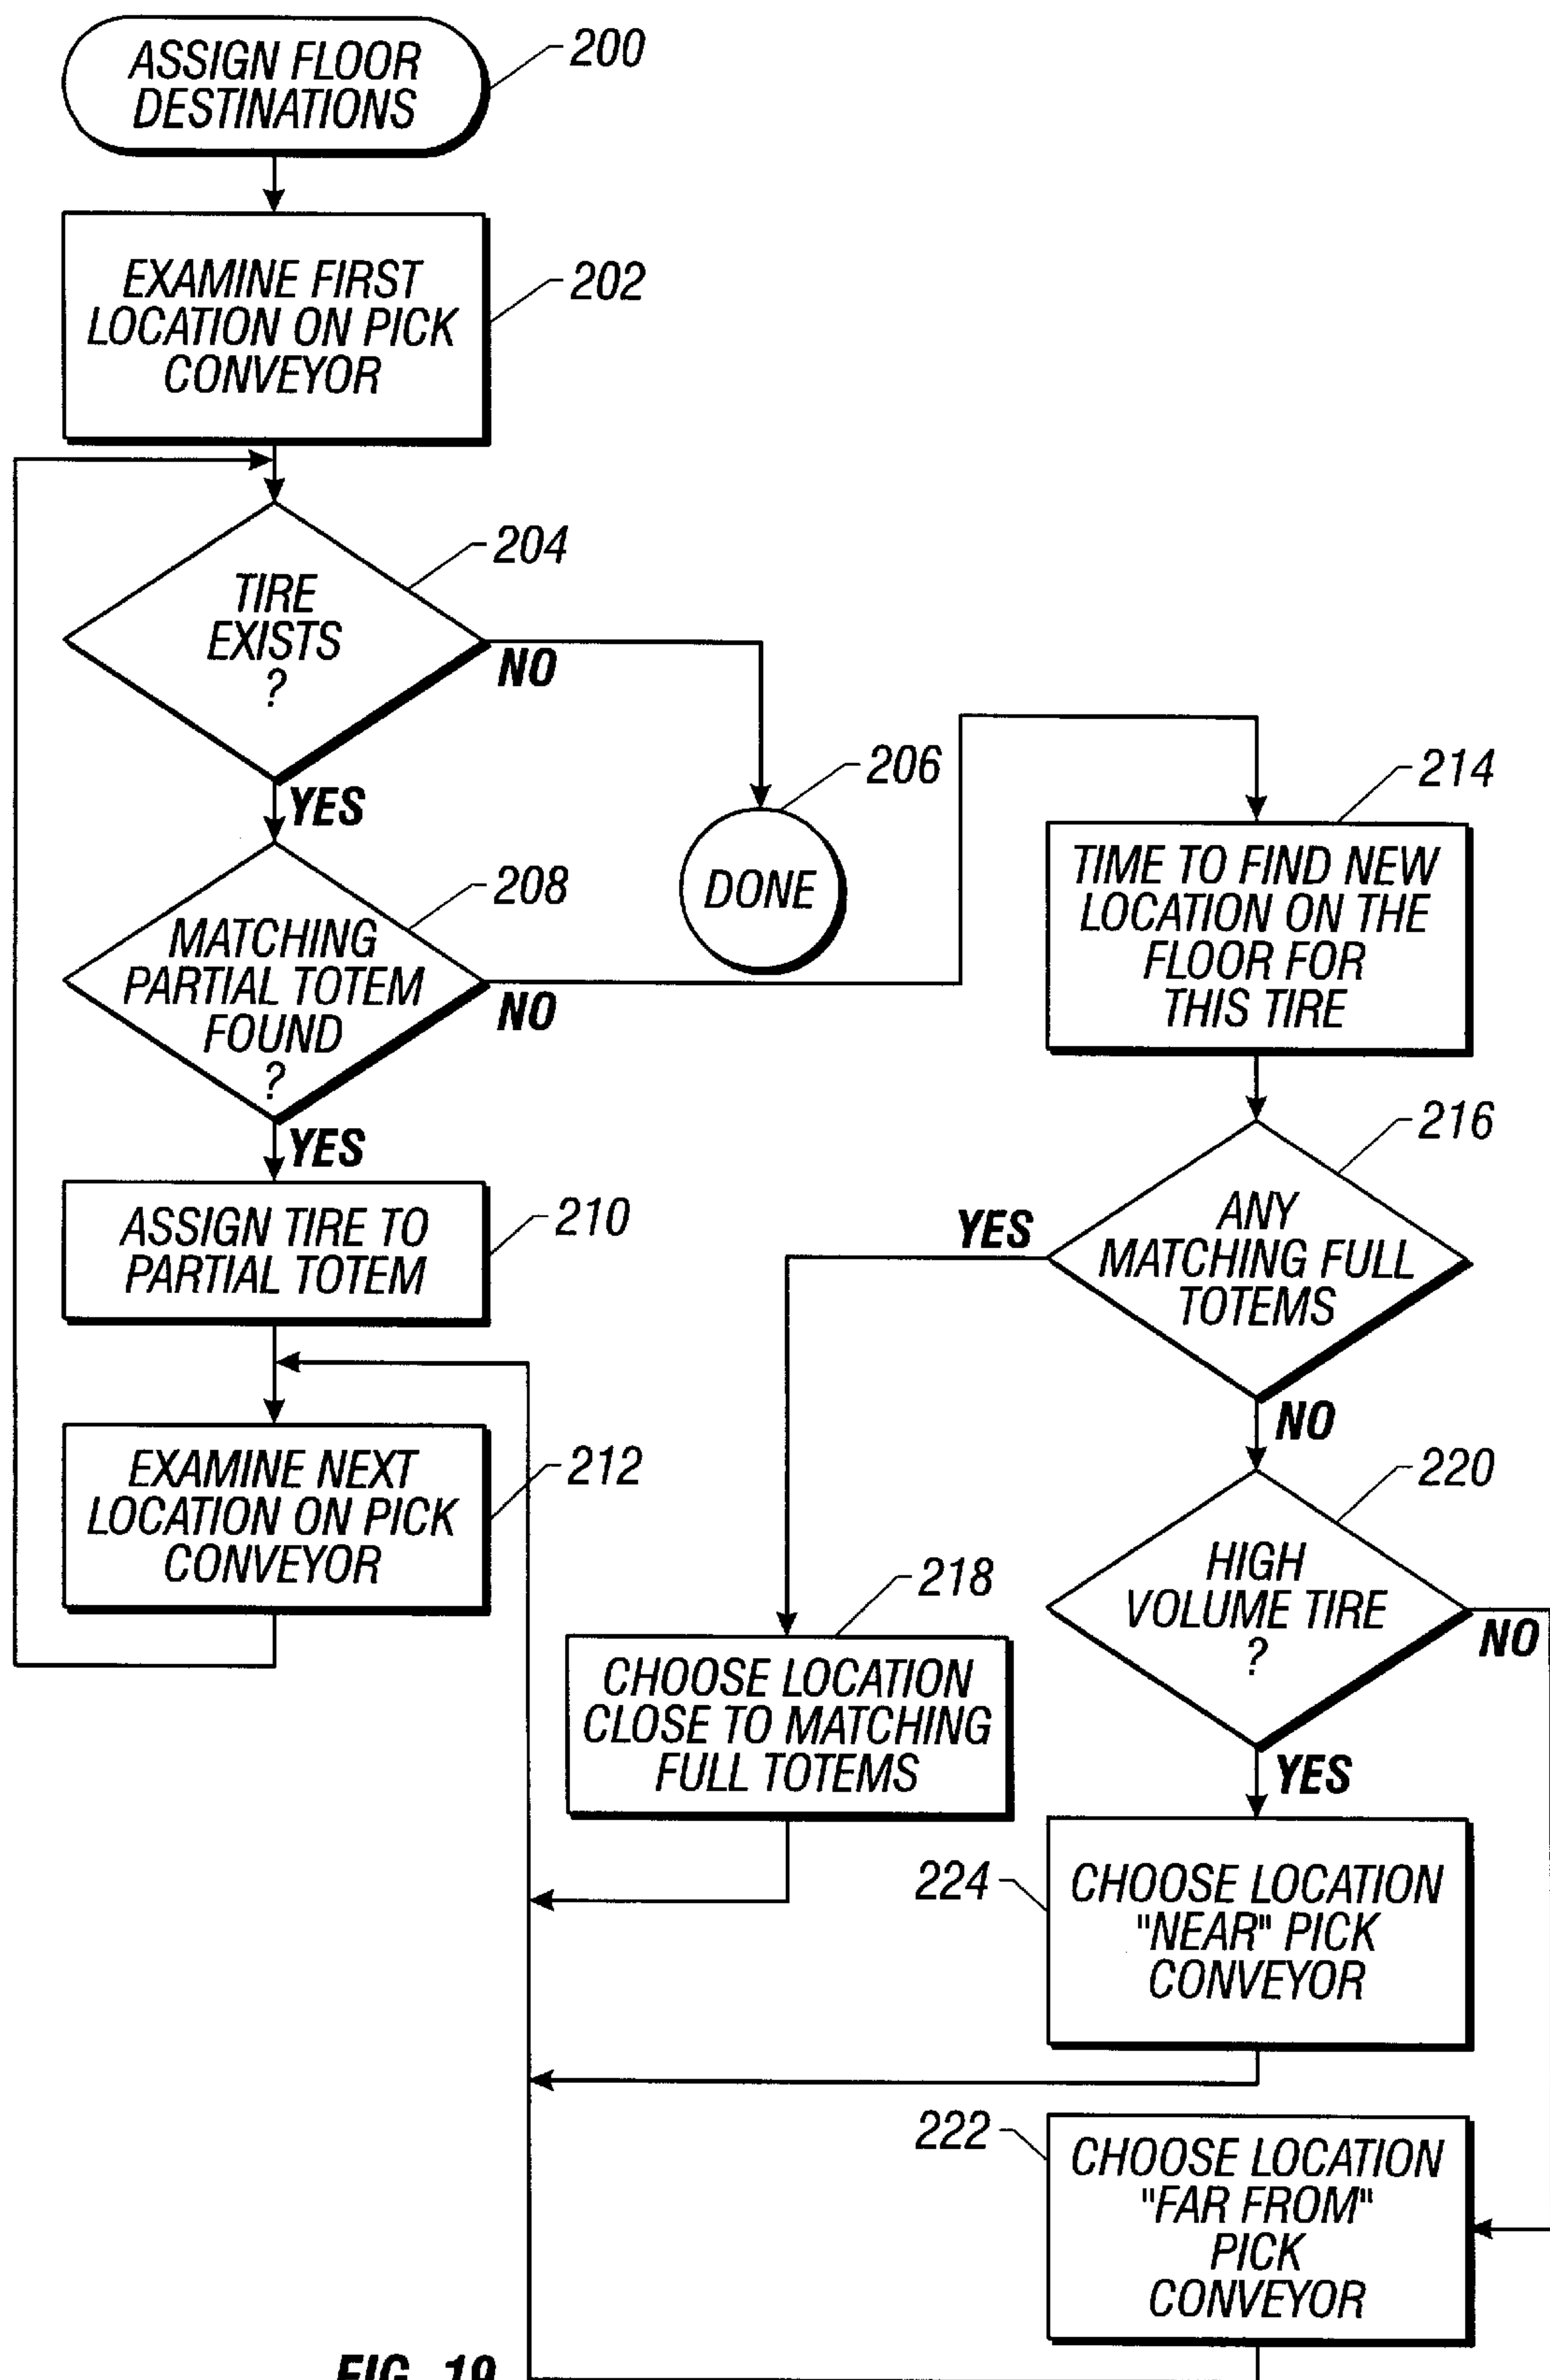 ASSIGN FLOOR
DESTINATIONS
200
EXAMINE FIRST
LOCATION ON PICK
CONVEYOR
202
TIRE
EXISTS
?
204
NO
YES
DONE
206
MATCHING
PARTIAL TOTEM
FOUND
?
208
NO
YES
ASSIGN TIRE TO
PARTIAL TOTEM
210
EXAMINE NEXT
LOCATION ON PICK
CONVEYOR
212
TIME TO FIND NEW
LOCATION ON THE
FLOOR FOR
THIS TIRE
214
ANY
MATCHING FULL
TOTEMS
216
YES
NO
CHOOSE LOCATION
CLOSE TO MATCHING
FULL TOTEMS
218
HIGH
VOLUME TIRE
?
220
NO
YES
CHOOSE LOCATION
"NEAR" PICK
CONVEYOR
224
CHOOSE LOCATION
"FAR FROM"
PICK
CONVEYOR
222
FIG. 19